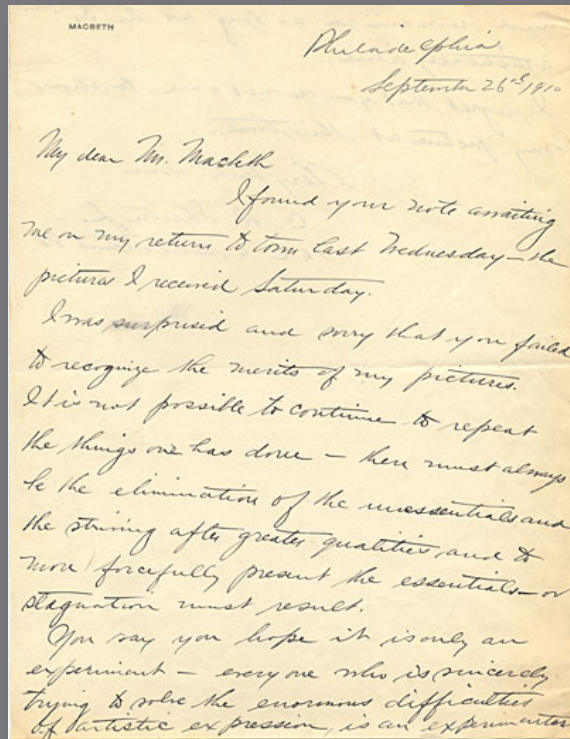 MACBETH
Philadelphia
September 26th 1910
My dear Mr. Macbeth
I found your note awaiting
me on my return to town last Wednesday – the
pictures I received Saturday.
I was surprised and sorry that you failed
to recognize the merits of my pictures.
It is not possible to continue to repeat
the things one has done – there must always
be the elimination of the unessentials and
the striving after greater qualities and to
more forcefully present the essentials – or
stagnation must result.
You say you hope it is only an
experiment – everyone who is sincerely
trying to solve the enormous difficulties
of artistic expression, is an experimenter